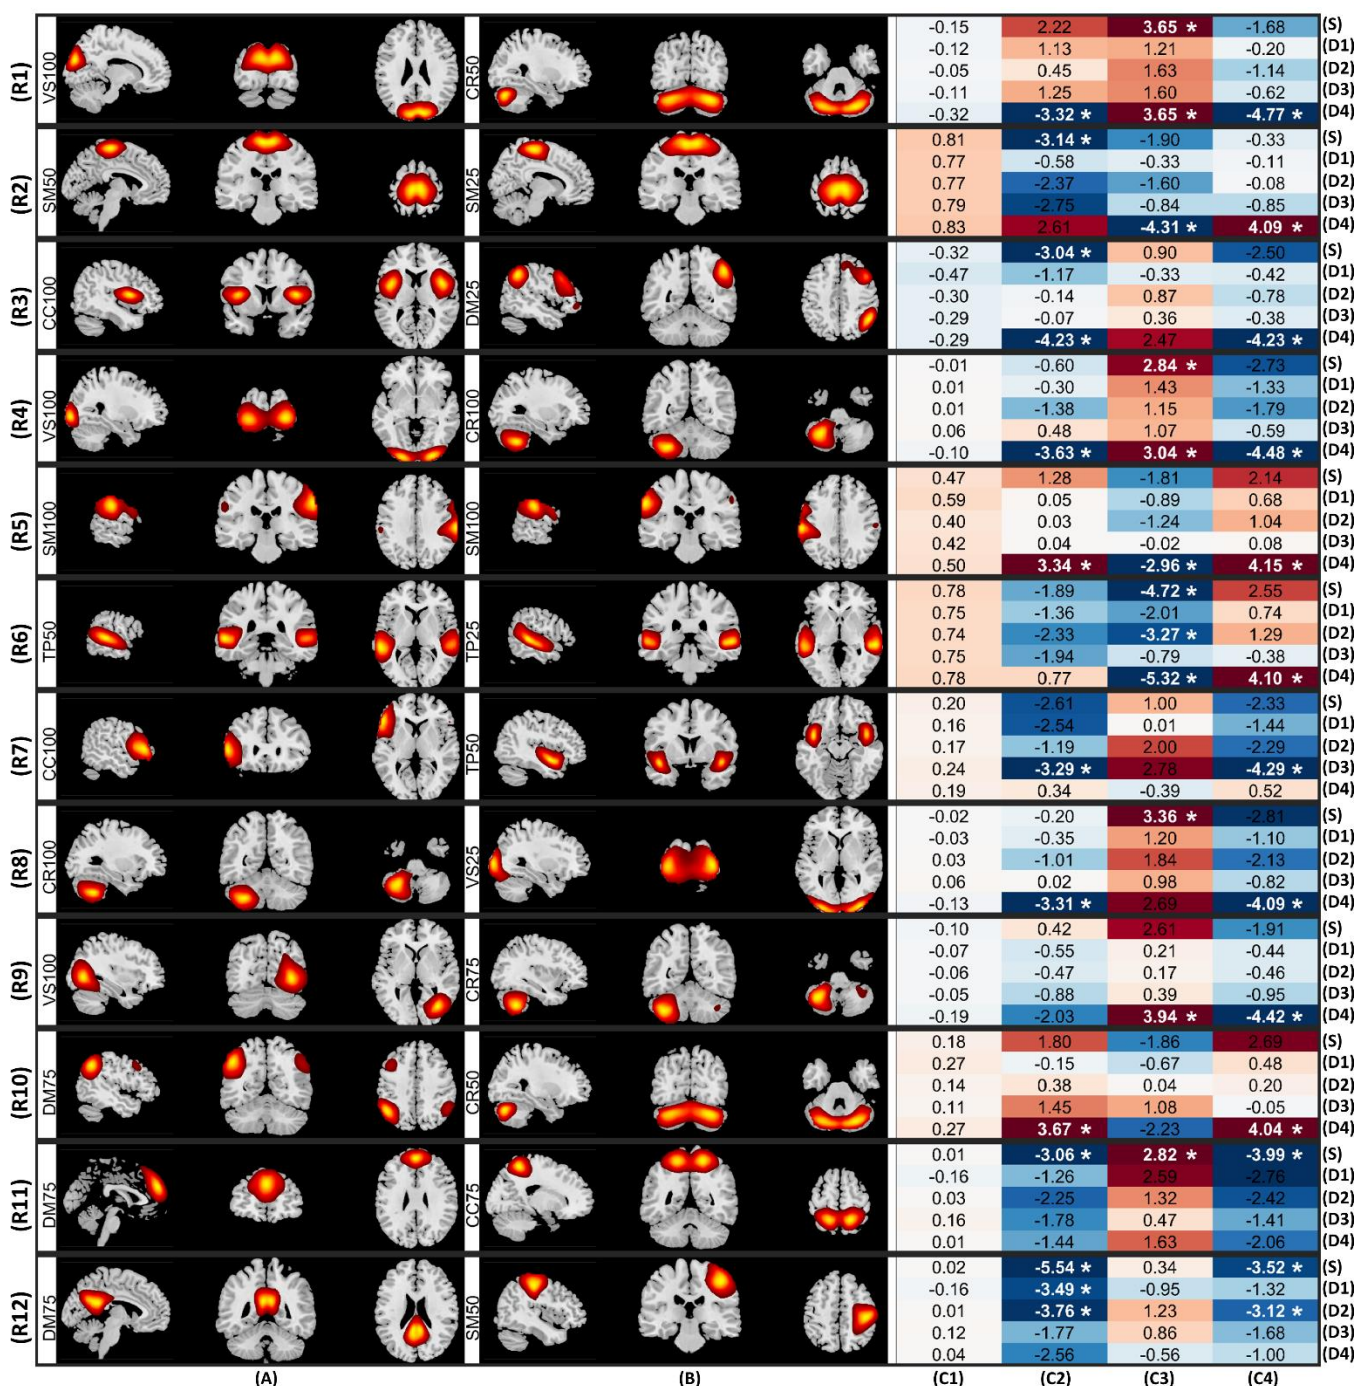 (R1) VS100 CR50 -0.15 2.22 3.65 * -1.68 (S)
-0.12 1.13 1.21 -0.20 (D1)
-0.05 0.45 1.63 -1.14 (D2)
-0.11 1.25 1.60 -0.62 (D3)
-0.32 -3.32 * 3.65 * -4.77 * (D4)
(R2) SM50 SM25 0.81 -3.14 * -1.90 -0.33 (S)
0.77 -0.58 -0.33 -0.11 (D1)
0.77 -2.37 -1.60 -0.08 (D2)
0.79 -2.75 -0.84 -0.85 (D3)
0.83 2.61 -4.31 * 4.09 * (D4)
(R3) CC100 DM25 -0.32 -3.04 * 0.90 -2.50 (S)
-0.47 -1.17 -0.33 -0.42 (D1)
-0.30 -0.14 0.87 -0.78 (D2)
-0.29 -0.07 0.36 -0.38 (D3)
-0.29 -4.23 * 2.47 -4.23 * (D4)
(R4) VS100 CR100 -0.01 -0.60 2.84 * -2.73 (S)
0.01 -0.30 1.43 -1.33 (D1)
0.01 -1.38 1.15 -1.79 (D2)
0.06 0.48 1.07 -0.59 (D3)
-0.10 -3.63 * 3.04 * -4.48 * (D4)
(R5) SM100 SM100 0.47 1.28 -1.81 2.14 (S)
0.59 0.05 -0.89 0.68 (D1)
0.40 0.03 -1.24 1.04 (D2)
0.42 0.04 -0.02 0.08 (D3)
0.50 3.34 * -2.96 * 4.15 * (D4)
(R6) TP50 TP25 0.78 -1.89 -4.72 * 2.55 (S)
0.75 -1.36 -2.01 0.74 (D1)
0.74 -2.33 -3.27 * 1.29 (D2)
0.75 -1.94 -0.79 -0.38 (D3)
0.78 0.77 -5.32 * 4.10 * (D4)
(R7) CC100 TP50 0.20 -2.61 1.00 -2.33 (S)
0.16 -2.54 0.01 -1.44 (D1)
0.17 -1.19 2.00 -2.29 (D2)
0.24 -3.29 * 2.78 -4.29 * (D3)
0.19 0.34 -0.39 0.52 (D4)
(R8) CR100 VS25 -0.02 -0.20 3.36 * -2.81 (S)
-0.03 -0.35 1.20 -1.10 (D1)
0.03 -1.01 1.84 -2.13 (D2)
0.06 0.02 0.98 -0.82 (D3)
-0.13 -3.31 * 2.69 -4.09 * (D4)
(R9) VS100 CR75 -0.10 0.42 2.61 -1.91 (S)
-0.07 -0.55 0.21 -0.44 (D1)
-0.06 -0.47 0.17 -0.46 (D2)
-0.05 -0.88 0.39 -0.95 (D3)
-0.19 -2.03 3.94 * -4.42 * (D4)
(R10) DM75 CR50 0.18 1.80 -1.86 2.69 (S)
0.27 -0.15 -0.67 0.48 (D1)
0.14 0.38 0.04 0.20 (D2)
0.11 1.45 1.08 -0.05 (D3)
0.27 3.67 * -2.23 4.04 * (D4)
(R11) DM75 CC75 0.01 -3.06 * 2.82 * -3.99 * (S)
-0.16 -1.26 2.59 -2.76 (D1)
0.03 -2.25 1.32 -2.42 (D2)
0.16 -1.78 0.47 -1.41 (D3)
0.01 -1.44 1.63 -2.06 (D4)
(R12) DM75 SM50 0.02 -5.54 * 0.34 -3.52 * (S)
-0.16 -3.49 * -0.95 -1.32 (D1)
0.01 -3.76 * 1.23 -3.12 * (D2)
0.12 -1.77 0.86 -1.68 (D3)
0.04 -2.56 -0.56 -1.00 (D4)
(A) (B) (C1) (C2) (C3) (C4)